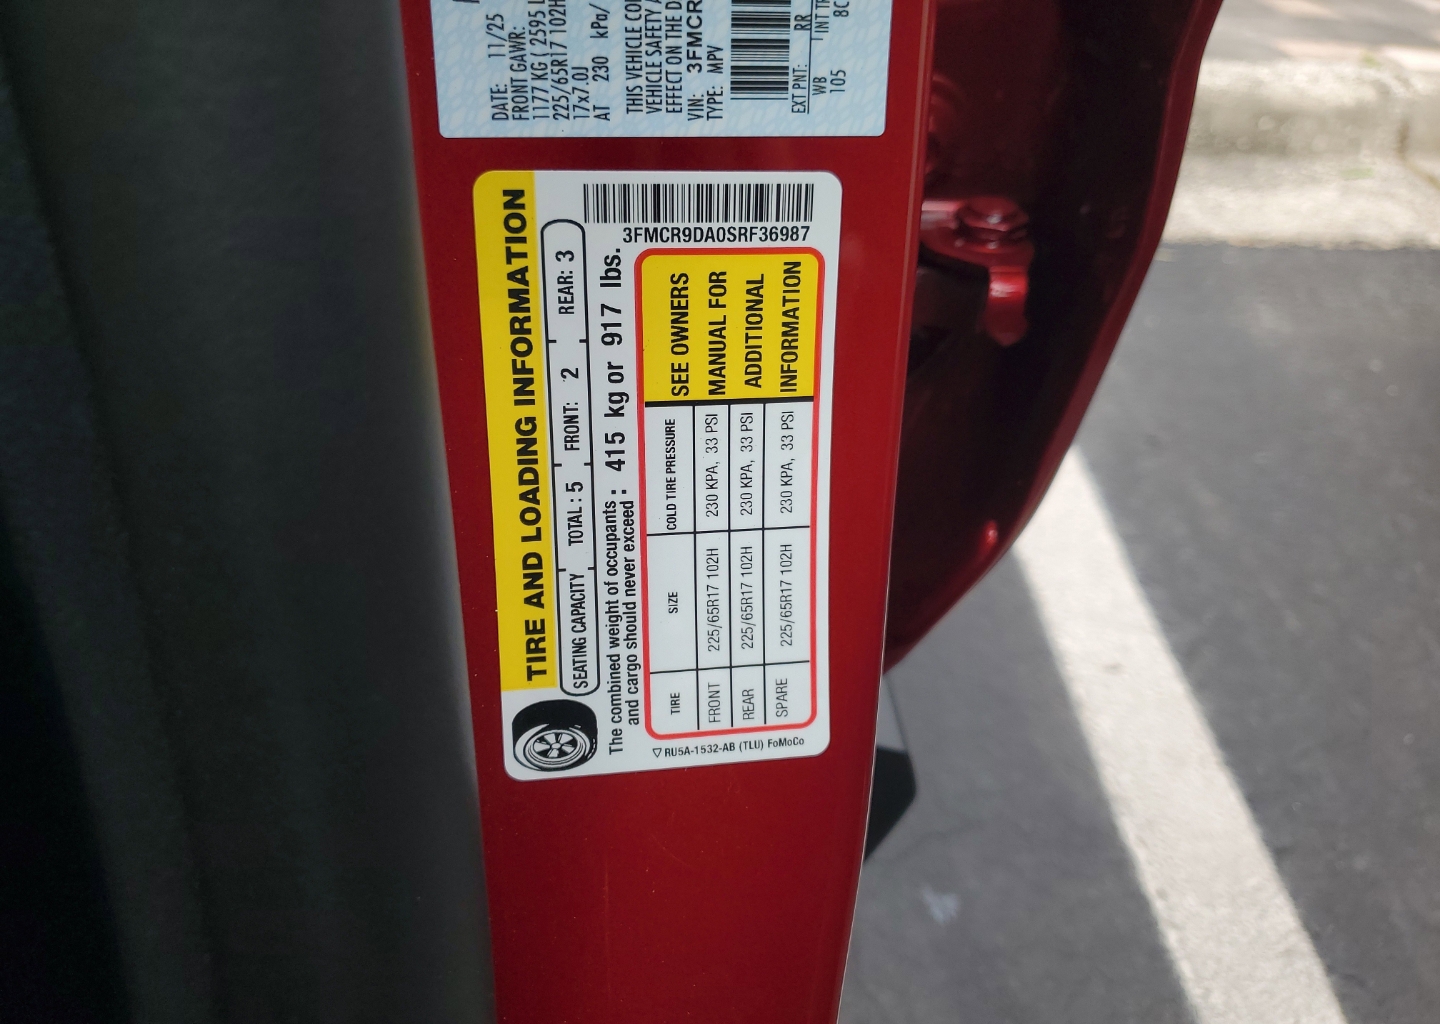 DATE: 11/25
FRONT GAWR:
1177 KG ( 2595 L
225/65R17 102H
17x7.0J
AT 230 kPa/
THIS VEHICLE CO
VEHICLE SAFETY
EFFECT ON THE D
VIN: 3FMCR
TYPE: MPV
EXT PNT: RR
WB INT TR
105 8C
TIRE AND LOADING INFORMATION
SEATING CAPACITY TOTAL : 5 FRONT: 2 REAR: 3
The combined weight of occupants
and cargo should never exceed : 415 kg or 917 lbs.
3FMCR9DA0SRF36987
TIRE SIZE COLD TIRE PRESSURE SEE OWNERS
FRONT 225/65R17 102H 230 KPA, 33 PSI MANUAL FOR
REAR 225/65R17 102H 230 KPA, 33 PSI ADDITIONAL
SPARE 225/65R17 102H 230 KPA, 33 PSI INFORMATION
RU5A-1532-AB (TLU) FoMoCo